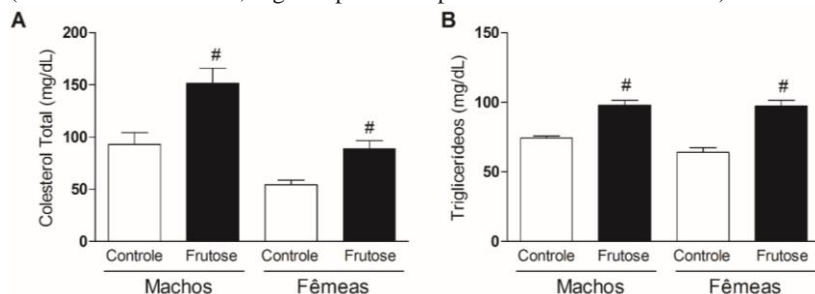 A
Colesterol Total (mg/dL)
200
150
100
50
0
#
#
Controle Frutose Controle Frutose
Machos Fêmeas
B
Triglicerídeos (mg/dL)
150
100
50
0
#
#
Controle Frutose Controle Frutose
Machos Fêmeas